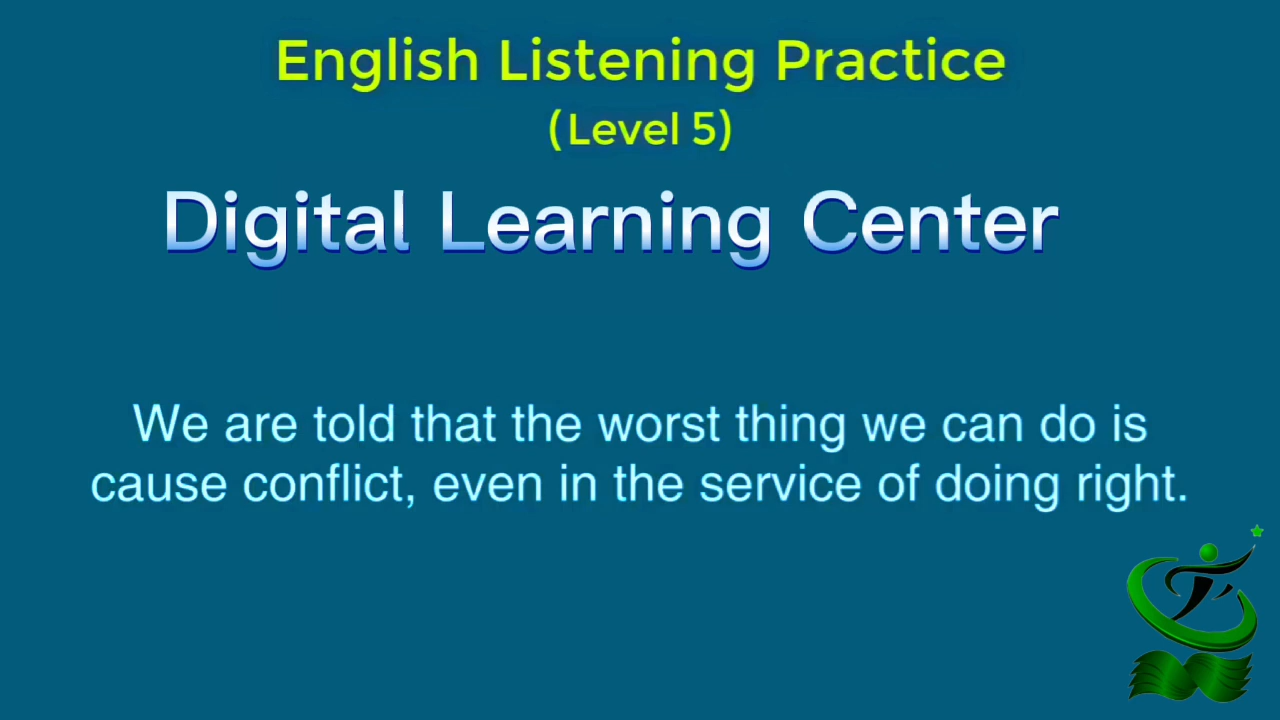 English Listening Practice
(Level 5)
Digital Learning Center
We are told that the worst thing we can do is
cause conflict, even in the service of doing right.